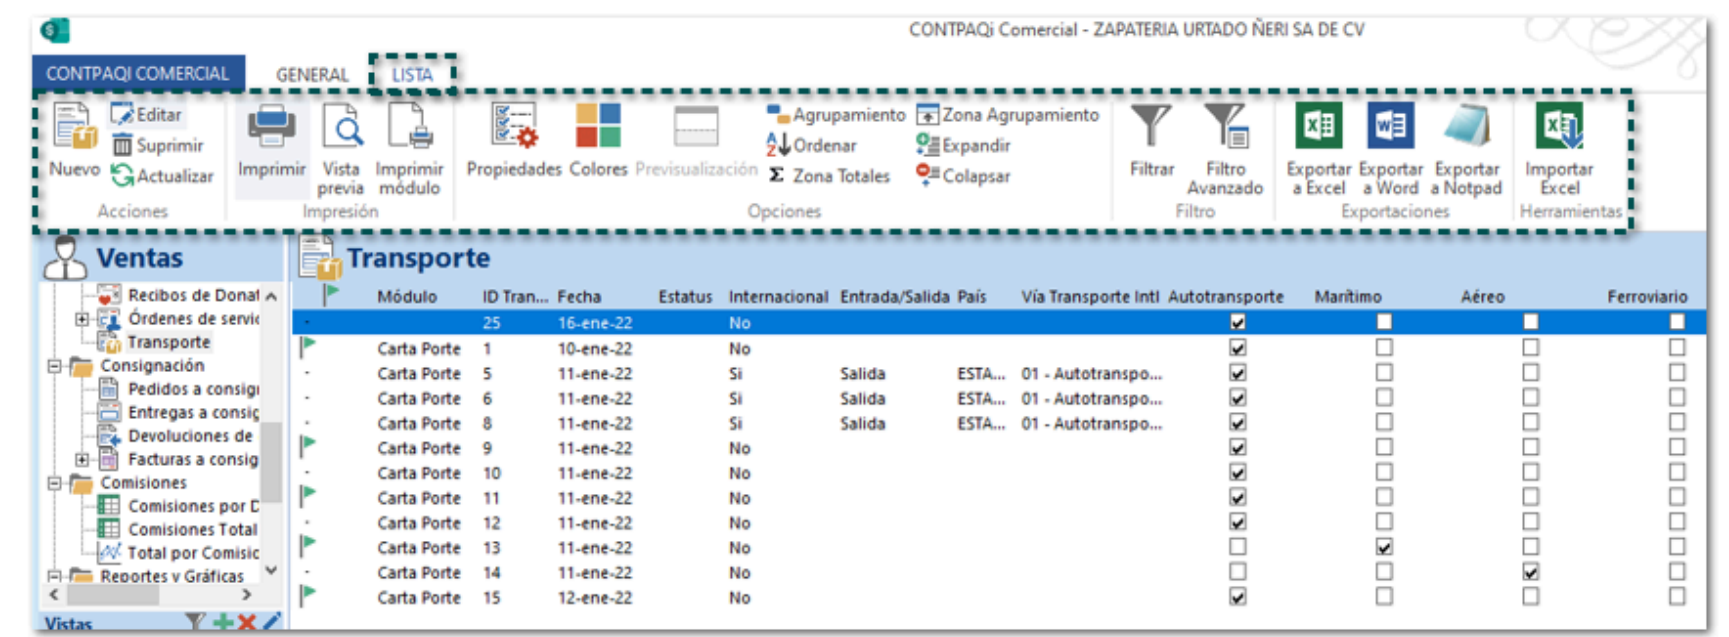 CONTPAQi Comercial - ZAPATERIA URTADO ÑERI SA DE CV
CONTPAQI COMERCIAL GENERAL LISTA
Nuevo
Editar
Suprimir
Actualizar
Acciones
Imprimir
Vista previa
Imprimir módulo
Impresión
Propiedades
Colores
Previsualización
Agrupamiento
Ordenar
Σ Zona Totales
Zona Agrupamiento
Expandir
Colapsar
Opciones
Filtrar
Filtro Avanzado
Filtro
Exportar a Excel
Exportar a Word
Exportar a Notpad
Exportaciones
Importar Excel
Herramientas
Ventas
Recibos de Donat
Órdenes de servic
Transporte
Consignación
Pedidos a consign
Entregas a consig
Devoluciones de
Facturas a consig
Comisiones
Comisiones por D
Comisiones Total
Total por Comisic
Reportes y Gráficas
Vistas
Transporte
Módulo ID Tran... Fecha Estatus Internacional Entrada/Salida País Vía Transporte Intl Autotransporte Marítimo Aéreo Ferroviario
25 16-ene-22 No
Carta Porte 1 10-ene-22 No
Carta Porte 5 11-ene-22 Si Salida ESTA... 01 - Autotranspo...
Carta Porte 6 11-ene-22 Si Salida ESTA... 01 - Autotranspo...
Carta Porte 8 11-ene-22 Si Salida ESTA... 01 - Autotranspo...
Carta Porte 9 11-ene-22 No
Carta Porte 10 11-ene-22 No
Carta Porte 11 11-ene-22 No
Carta Porte 12 11-ene-22 No
Carta Porte 13 11-ene-22 No
Carta Porte 14 11-ene-22 No
Carta Porte 15 12-ene-22 No